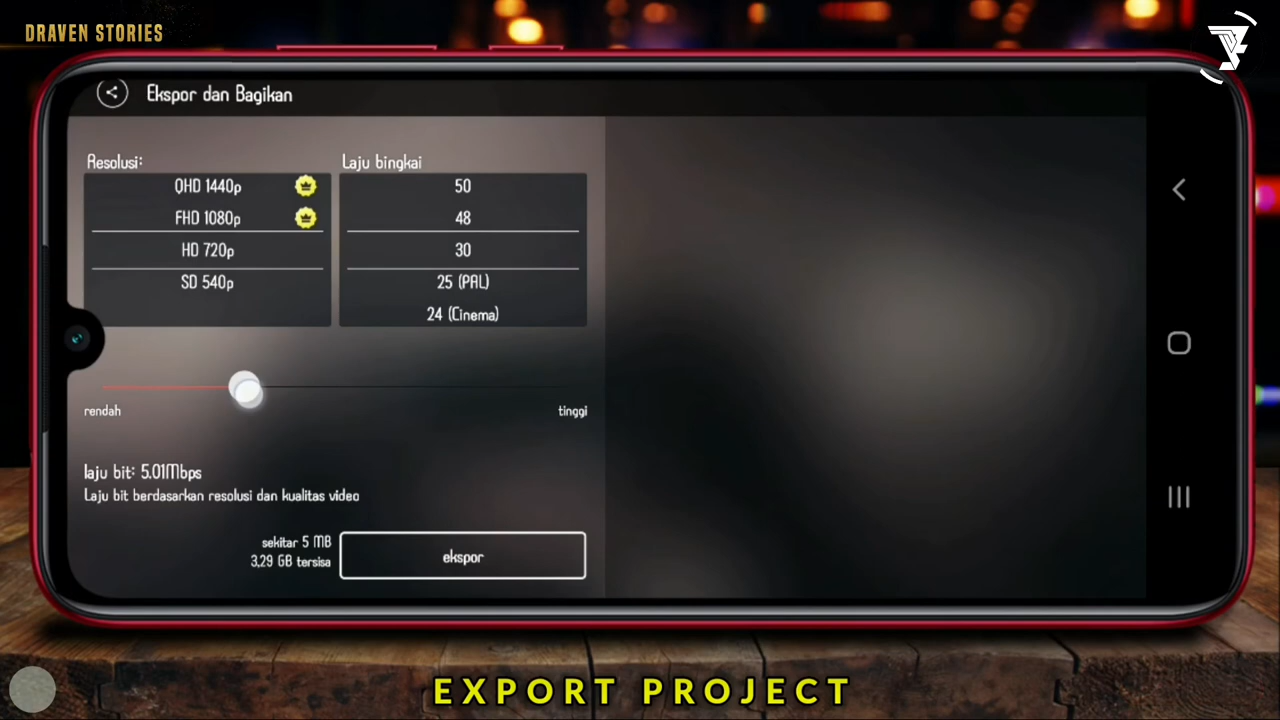 DRAVEN STORIES
Ekspor dan Bagikan
Resolusi:
QHD 1440p
FHD 1080p
HD 720p
SD 540p
Laju bingkai
50
48
30
25 (PAL)
24 (Cinema)
rendah
tinggi
laju bit: 5.01Mbps
Laju bit berdasarkan resolusi dan kualitas video
sekitar 5 MB
3,29 GB tersisa
ekspor
EXPORT PROJECT